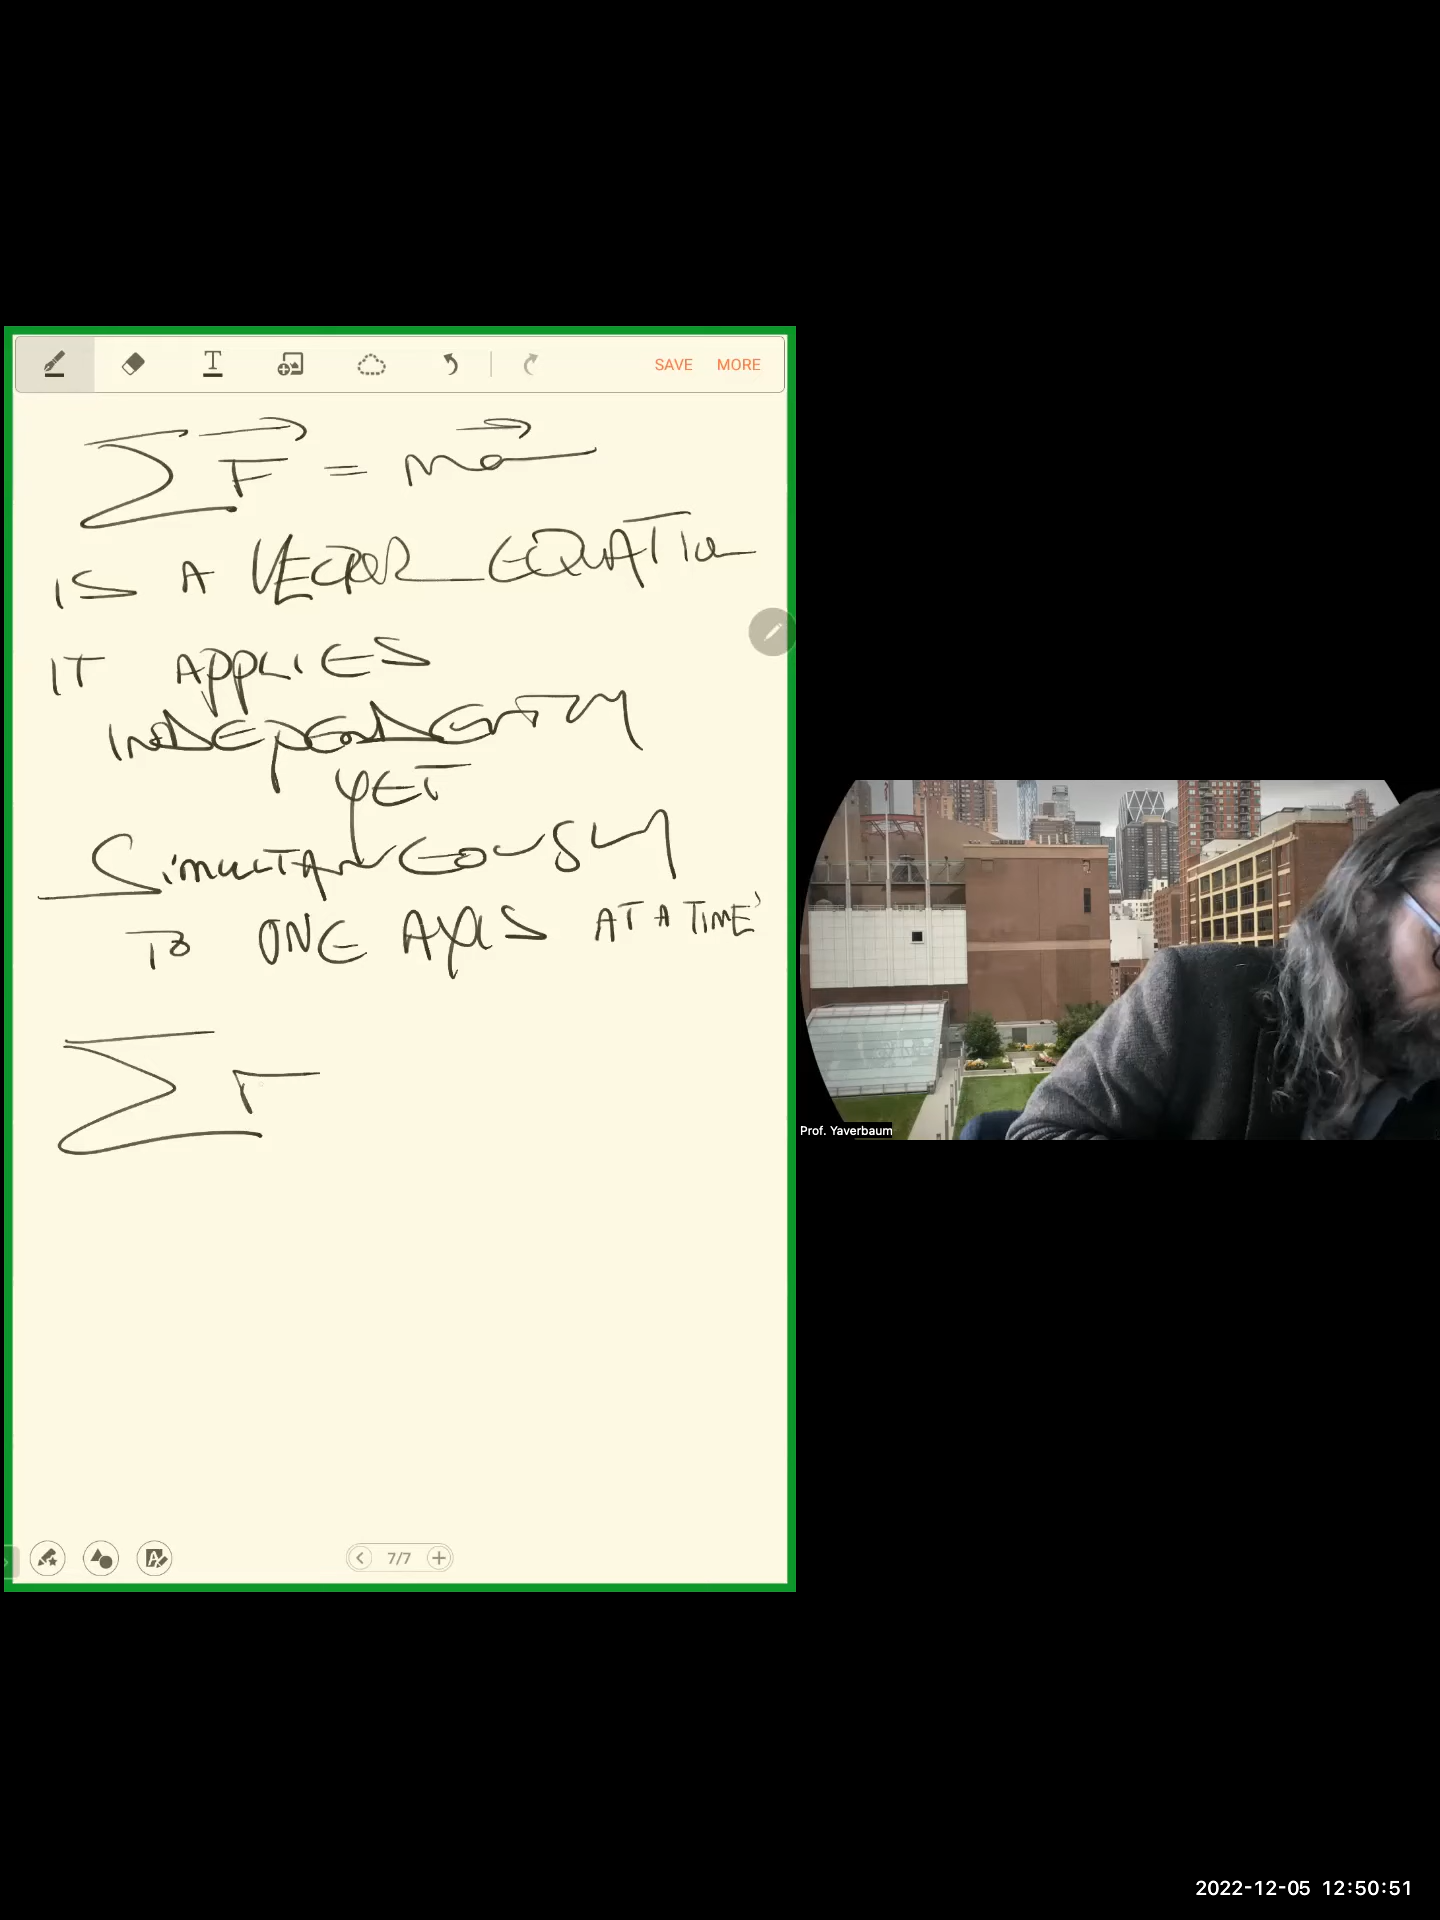 T SAVE MORE
∑F⃗ = ma⃗
IS A VECTOR EQUATION
IT APPLIES
INDEPENDENTLY
YET
SIMULTANEOUSLY
TO ONE AXIS AT A TIME
∑
7/7
Prof. Yaverbaum
2022-12-05 12:50:51